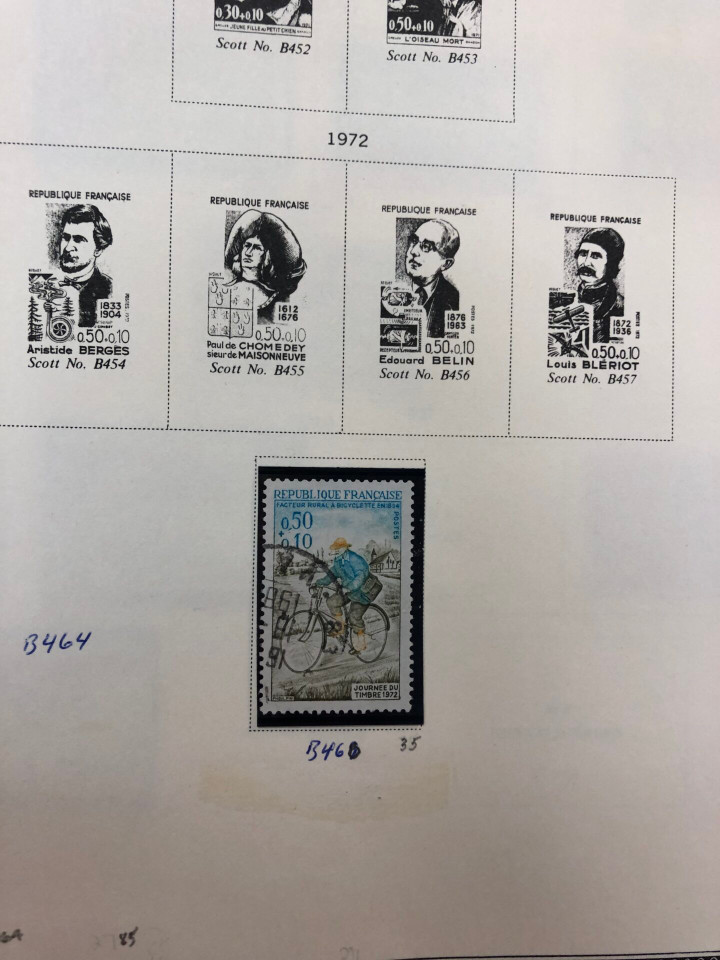 0.30+0.10
JEUNE FILLE AU PETIT CHIEN
Scott No. B452
0.50+0.10
L'OISEAU MORT
Scott No. B453
1972
REPUBLIQUE FRANÇAISE
1833
1904
0.50+0.10
Aristide BERGÈS
Scott No. B454
REPUBLIQUE FRANÇAISE
1612
1676
0.50+0.10
Paul de CHOMEDEY
sieur de MAISONNEUVE
Scott No. B455
REPUBLIQUE FRANÇAISE
1876
1963
0.50+0.10
Edouard BELIN
Scott No. B456
REPUBLIQUE FRANÇAISE
1872
1936
0.50+0.10
Louis BLÉRIOT
Scott No. B457
REPUBLIQUE FRANÇAISE
FACTEUR RURAL A BICYCLETTE EN 1894
0,50
+
0,10
POSTES
JOURNÉE DU
TIMBRE 1972
B464
35
85